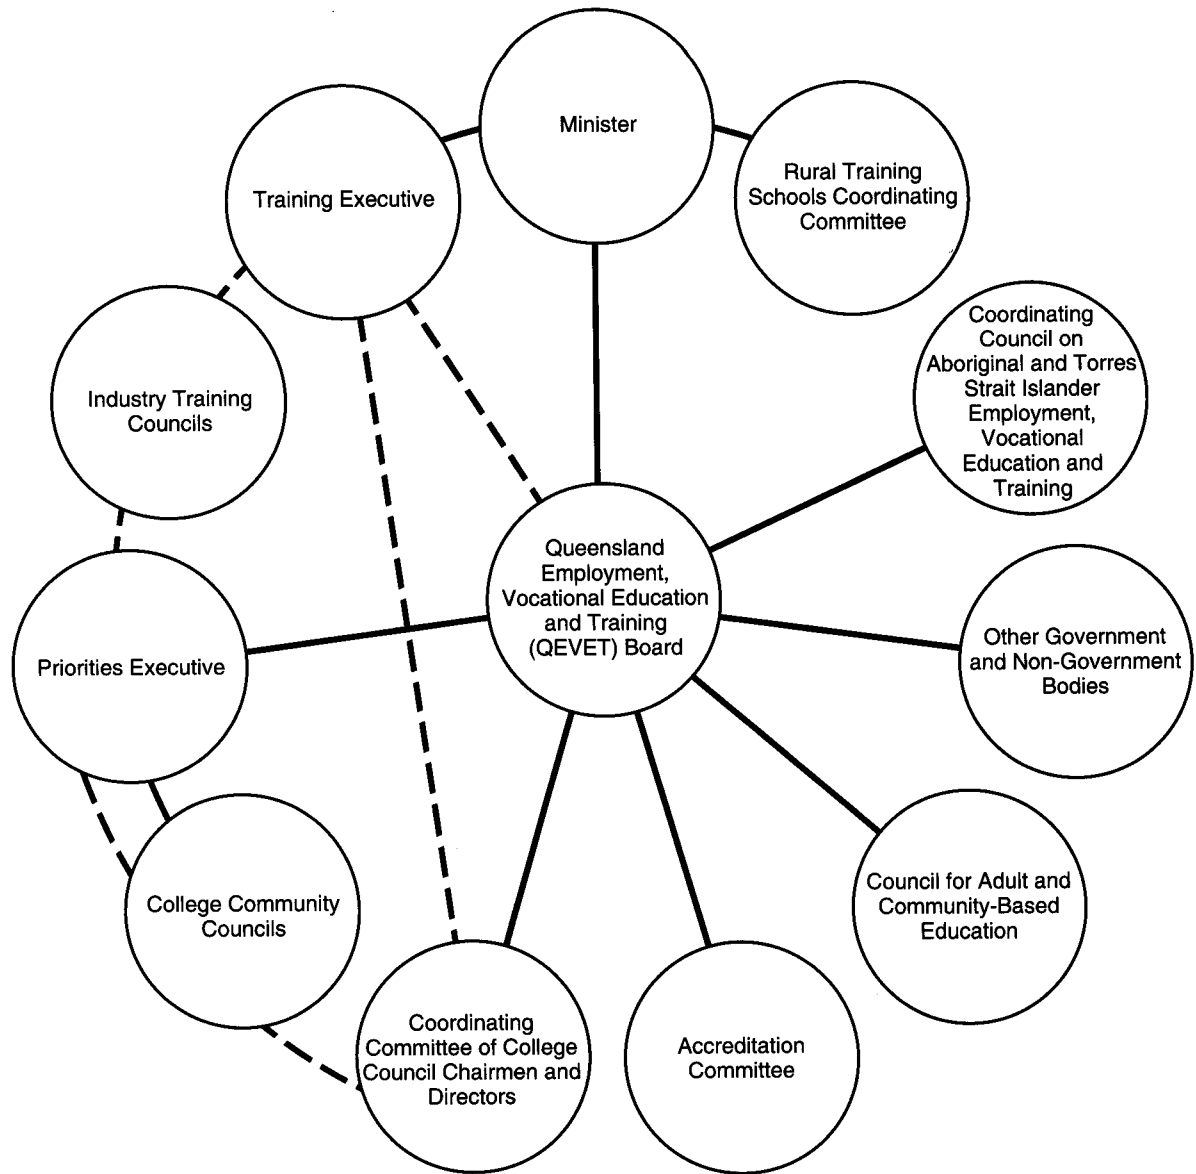 Minister
Training Executive
Rural Training
Schools Coordinating
Committee
Industry Training
Councils
Coordinating
Council on
Aboriginal and Torres
Strait Islander
Employment,
Vocational
Education and
Training
Queensland
Employment,
Vocational Education
and Training
(QEVET) Board
Priorities Executive
Other Government
and Non-Government
Bodies
College Community
Councils
Council for Adult and
Community-Based
Education
Coordinating
Committee of College
Council Chairmen and
Directors
Accreditation
Committee